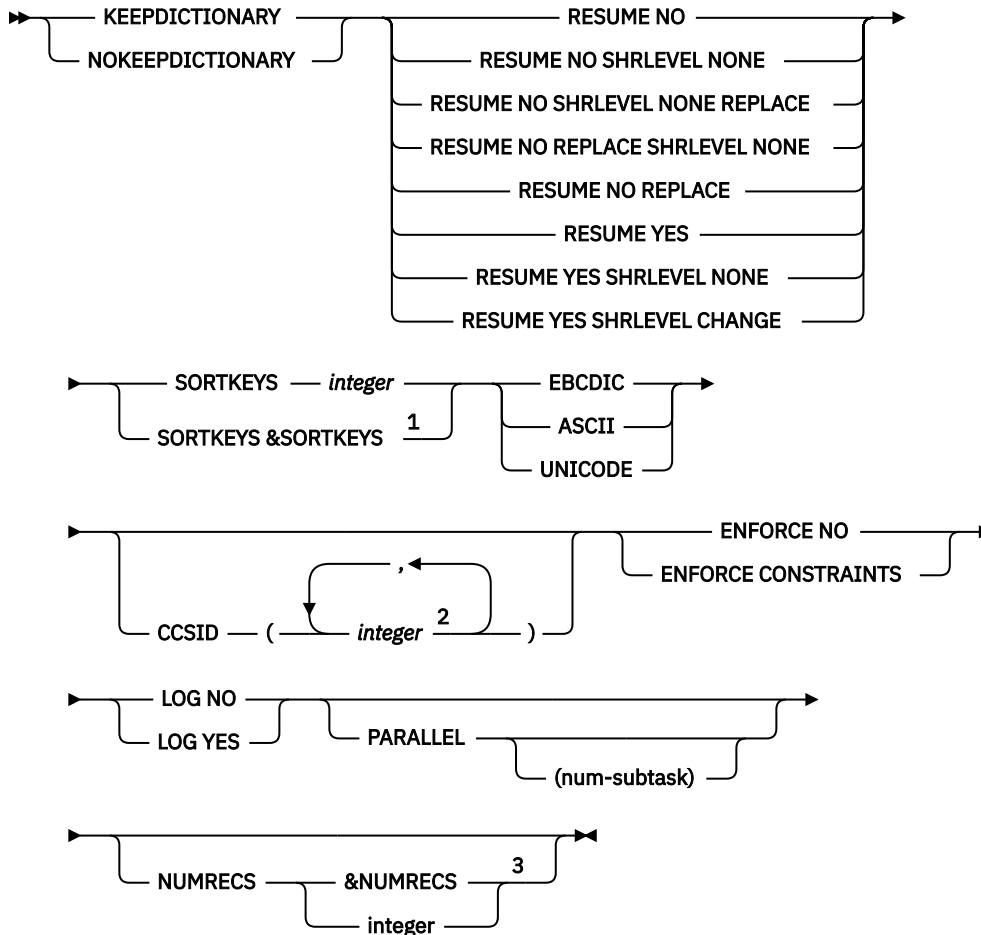 KEEPDICTIONARY
NOKEEPDICTIONARY
RESUME NO
RESUME NO SHRLEVEL NONE
RESUME NO SHRLEVEL NONE REPLACE
RESUME NO REPLACE SHRLEVEL NONE
RESUME NO REPLACE
RESUME YES
RESUME YES SHRLEVEL NONE
RESUME YES SHRLEVEL CHANGE
SORTKEYS integer
SORTKEYS &SORTKEYS 1
EBCDIC
ASCII
UNICODE
,
CCSID ( integer 2 )
ENFORCE NO
ENFORCE CONSTRAINTS
LOG NO
LOG YES
PARALLEL
(num-subtask)
NUMRECS &NUMRECS 3
integer